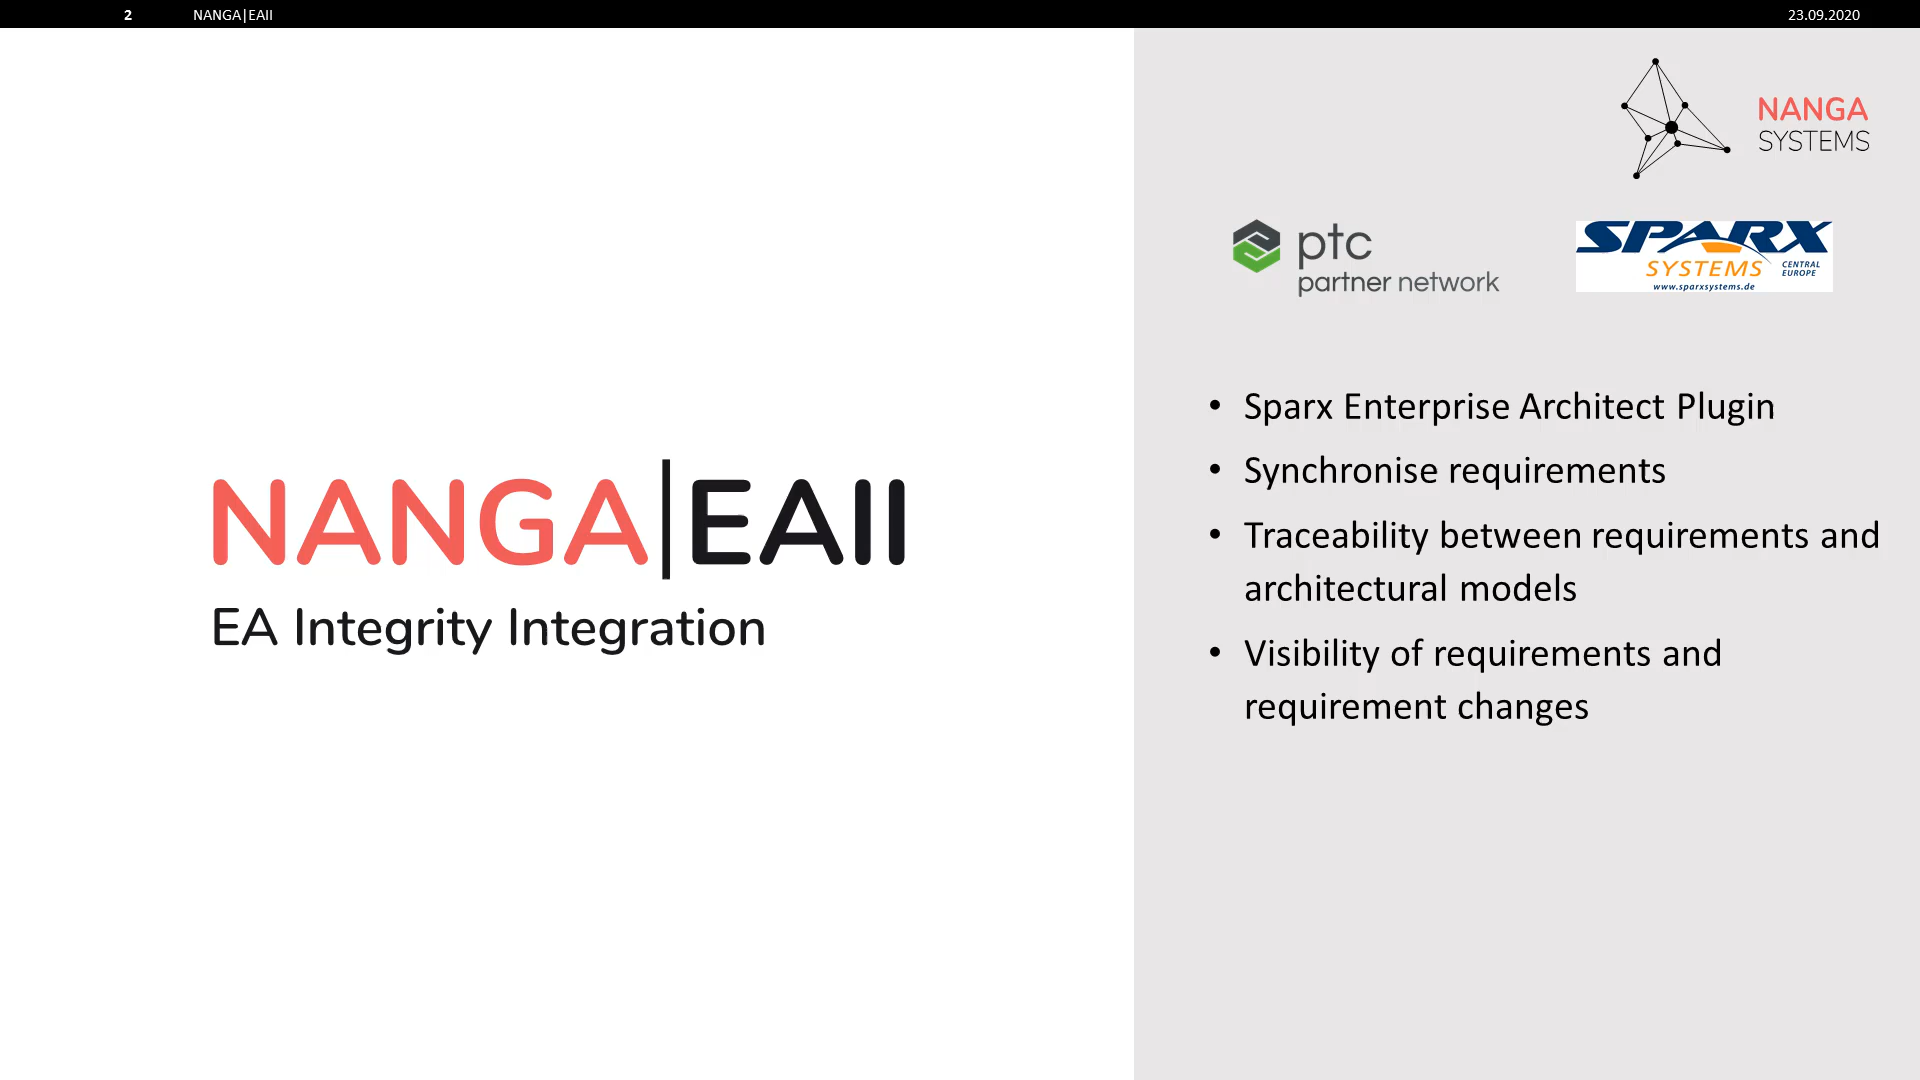 2 NANGA|EAII 23.09.2020
NANGA|EAII
EA Integrity Integration
NANGA
SYSTEMS
ptc
partner network
SPARX
SYSTEMS CENTRAL
EUROPE
www.sparxsystems.de
• Sparx Enterprise Architect Plugin
• Synchronise requirements
• Traceability between requirements and
architectural models
• Visibility of requirements and
requirement changes